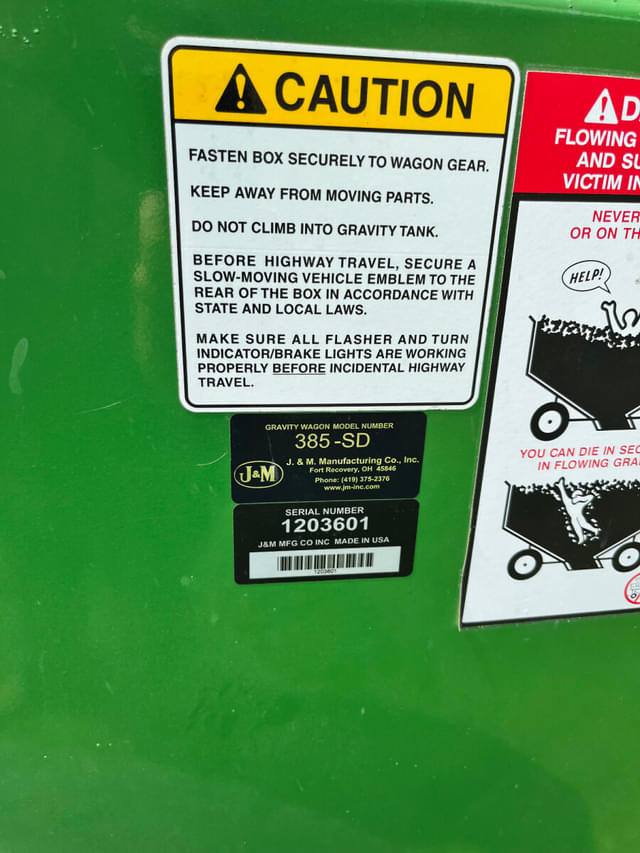 CAUTION
FASTEN BOX SECURELY TO WAGON GEAR.
KEEP AWAY FROM MOVING PARTS.
DO NOT CLIMB INTO GRAVITY TANK.
BEFORE HIGHWAY TRAVEL, SECURE A
SLOW-MOVING VEHICLE EMBLEM TO THE
REAR OF THE BOX IN ACCORDANCE WITH
STATE AND LOCAL LAWS.
MAKE SURE ALL FLASHER AND TURN
INDICATOR/BRAKE LIGHTS ARE WORKING
PROPERLY BEFORE INCIDENTAL HIGHWAY
TRAVEL.
GRAVITY WAGON MODEL NUMBER
385-SD
J&M
J. & M. Manufacturing Co., Inc.
Fort Recovery, OH 45846
Phone: (419) 375-2376
www.jm-inc.com
SERIAL NUMBER
1203601
J&M MFG CO INC MADE IN USA
1203601
FLOWING
AND
VICTIM
NEVER
OR ON
HELP!
YOU CAN DIE IN
IN FLOWING